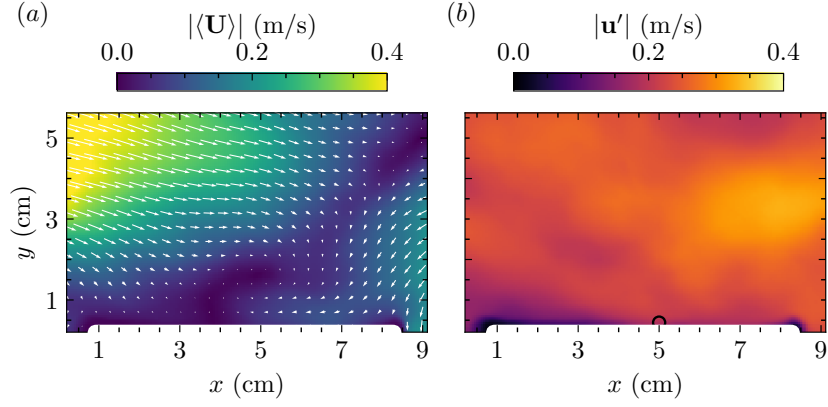 (a)
|⟨U⟩| (m/s)
0.0 0.2 0.4
5
3
1
y (cm)
1 3 5 7 9
x (cm)
(b)
|u′| (m/s)
0.0 0.2 0.4
1 3 5 7 9
x (cm)